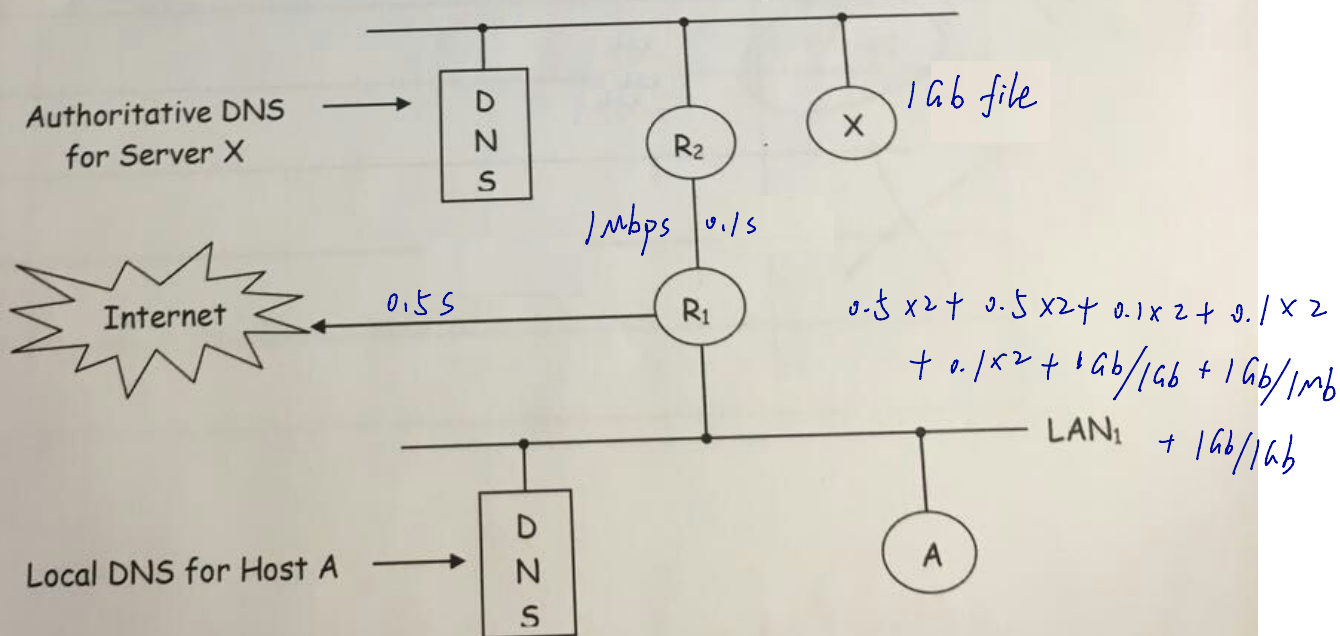 Authoritative DNS
for Server X
D
N
S
R₂
X
1Gb file
1Mbps 0.1s
Internet
0.5s
R₁
0.5x2+ 0.5x2+ 0.1x2+ 0.1x2
+ 0.1x2+ 1Gb/1Gb + 1Gb/1Mb
+ 1Gb/1Gb
LAN₁
Local DNS for Host A
D
N
S
A